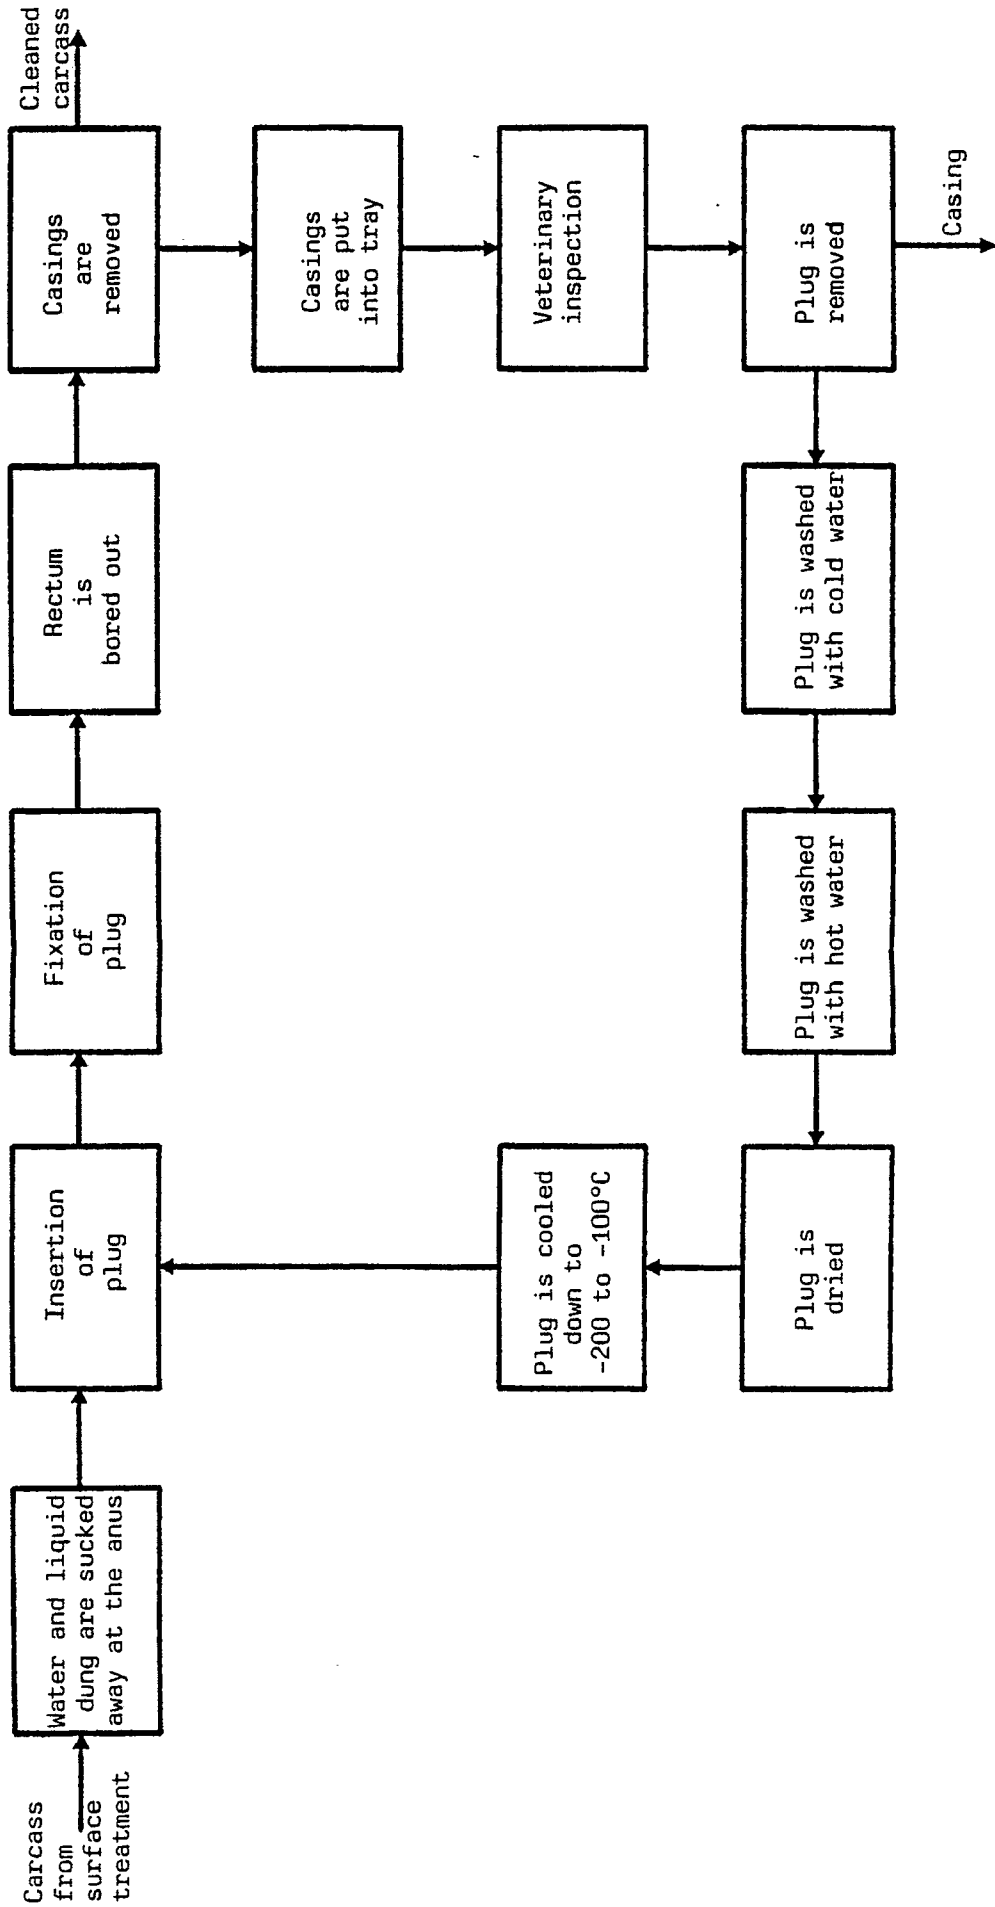 Carcass
from
surface
treatment
Water and liquid
dung are sucked
away at the anus
Insertion
of
plug
Fixation
of
plug
Rectum
is
bored out
Casings
are
removed
Cleaned
carcass
Casings
are put
into tray
Veterinary
inspection
Plug is
removed
Casing
Plug is washed
with cold water
Plug is washed
with hot water
Plug is
dried
Plug is cooled
down to
-200 to -100°C